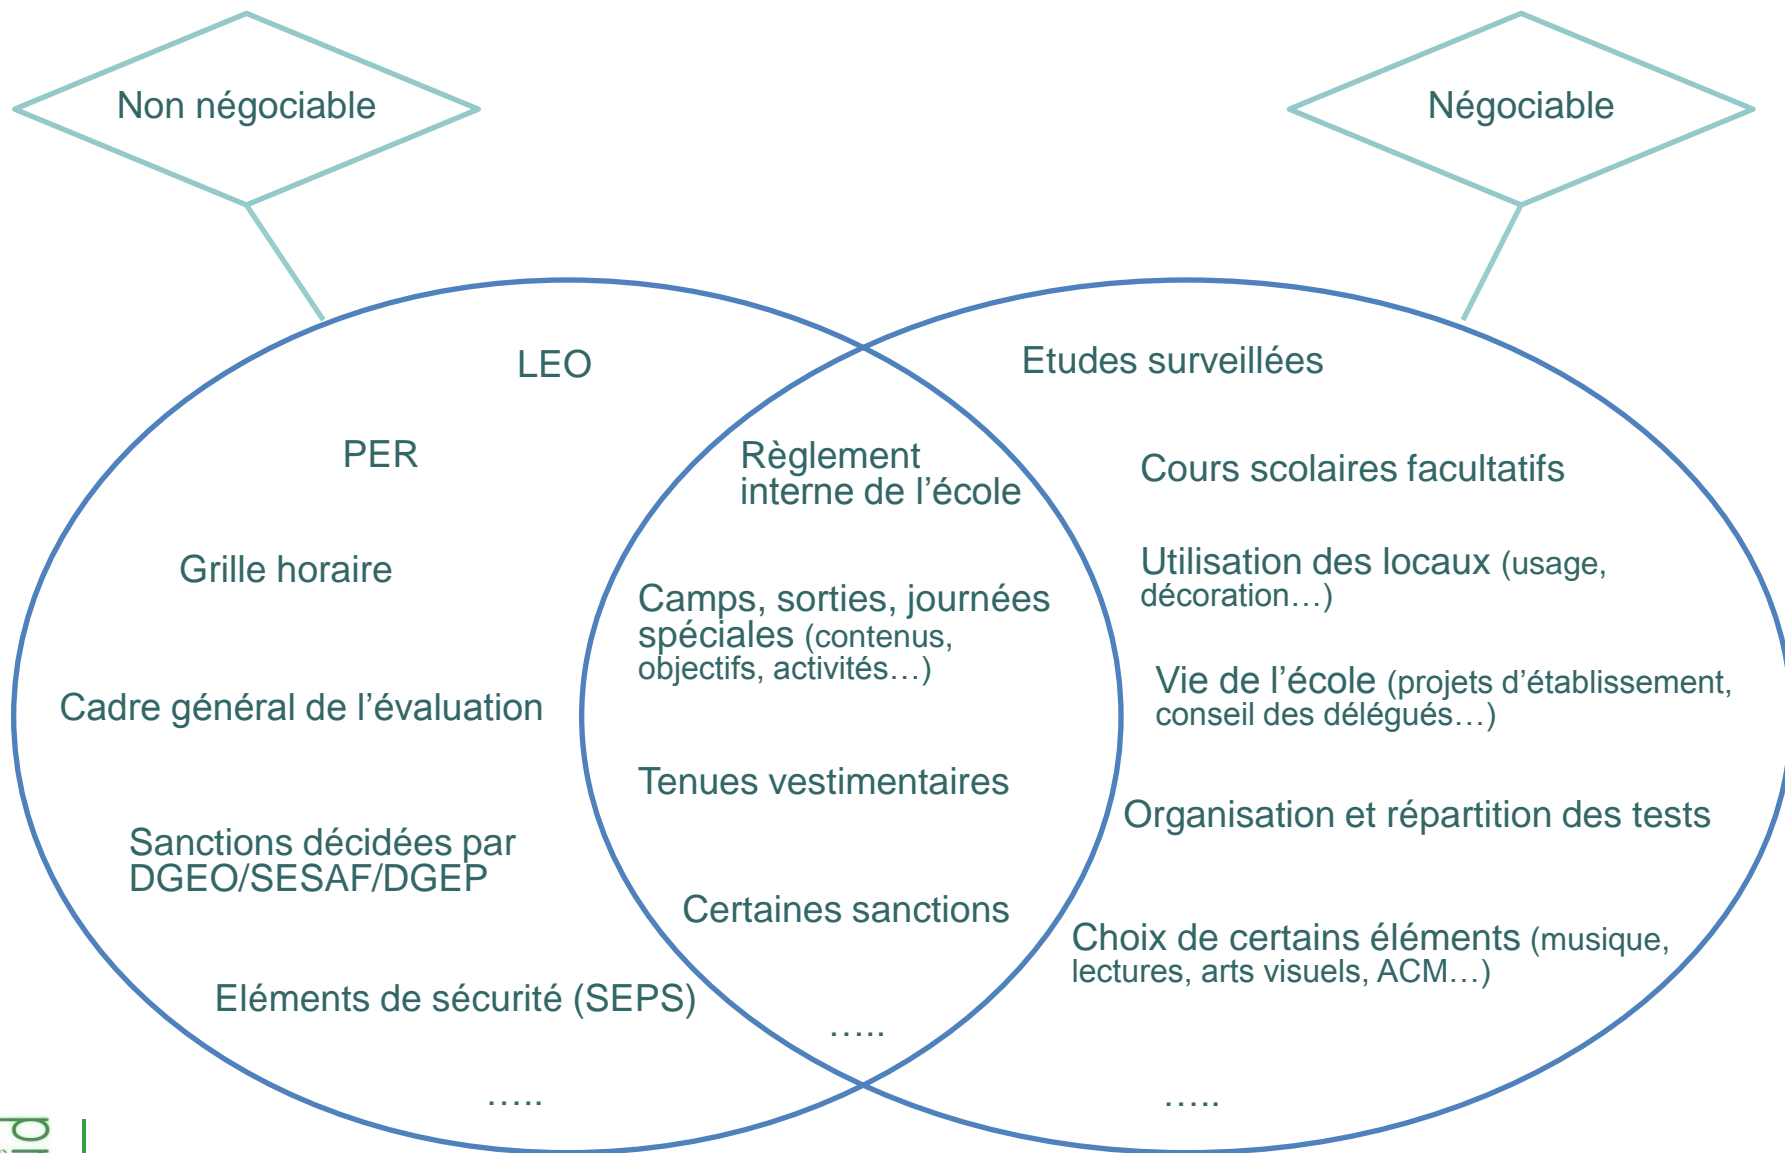 Non négociable
Négociable
LEO
PER
Grille horaire
Cadre général de l’évaluation
Sanctions décidées par
DGEO/SESAF/DGEP
Eléments de sécurité (SEPS)
…..
Règlement
interne de l’école
Camps, sorties, journées
spéciales (contenus,
objectifs, activités…)
Tenues vestimentaires
Certaines sanctions
…..
Etudes surveillées
Cours scolaires facultatifs
Utilisation des locaux (usage,
décoration…)
Vie de l’école (projets d’établissement,
conseil des délégués…)
Organisation et répartition des tests
Choix de certains éléments (musique,
lectures, arts visuels, ACM…)
…..